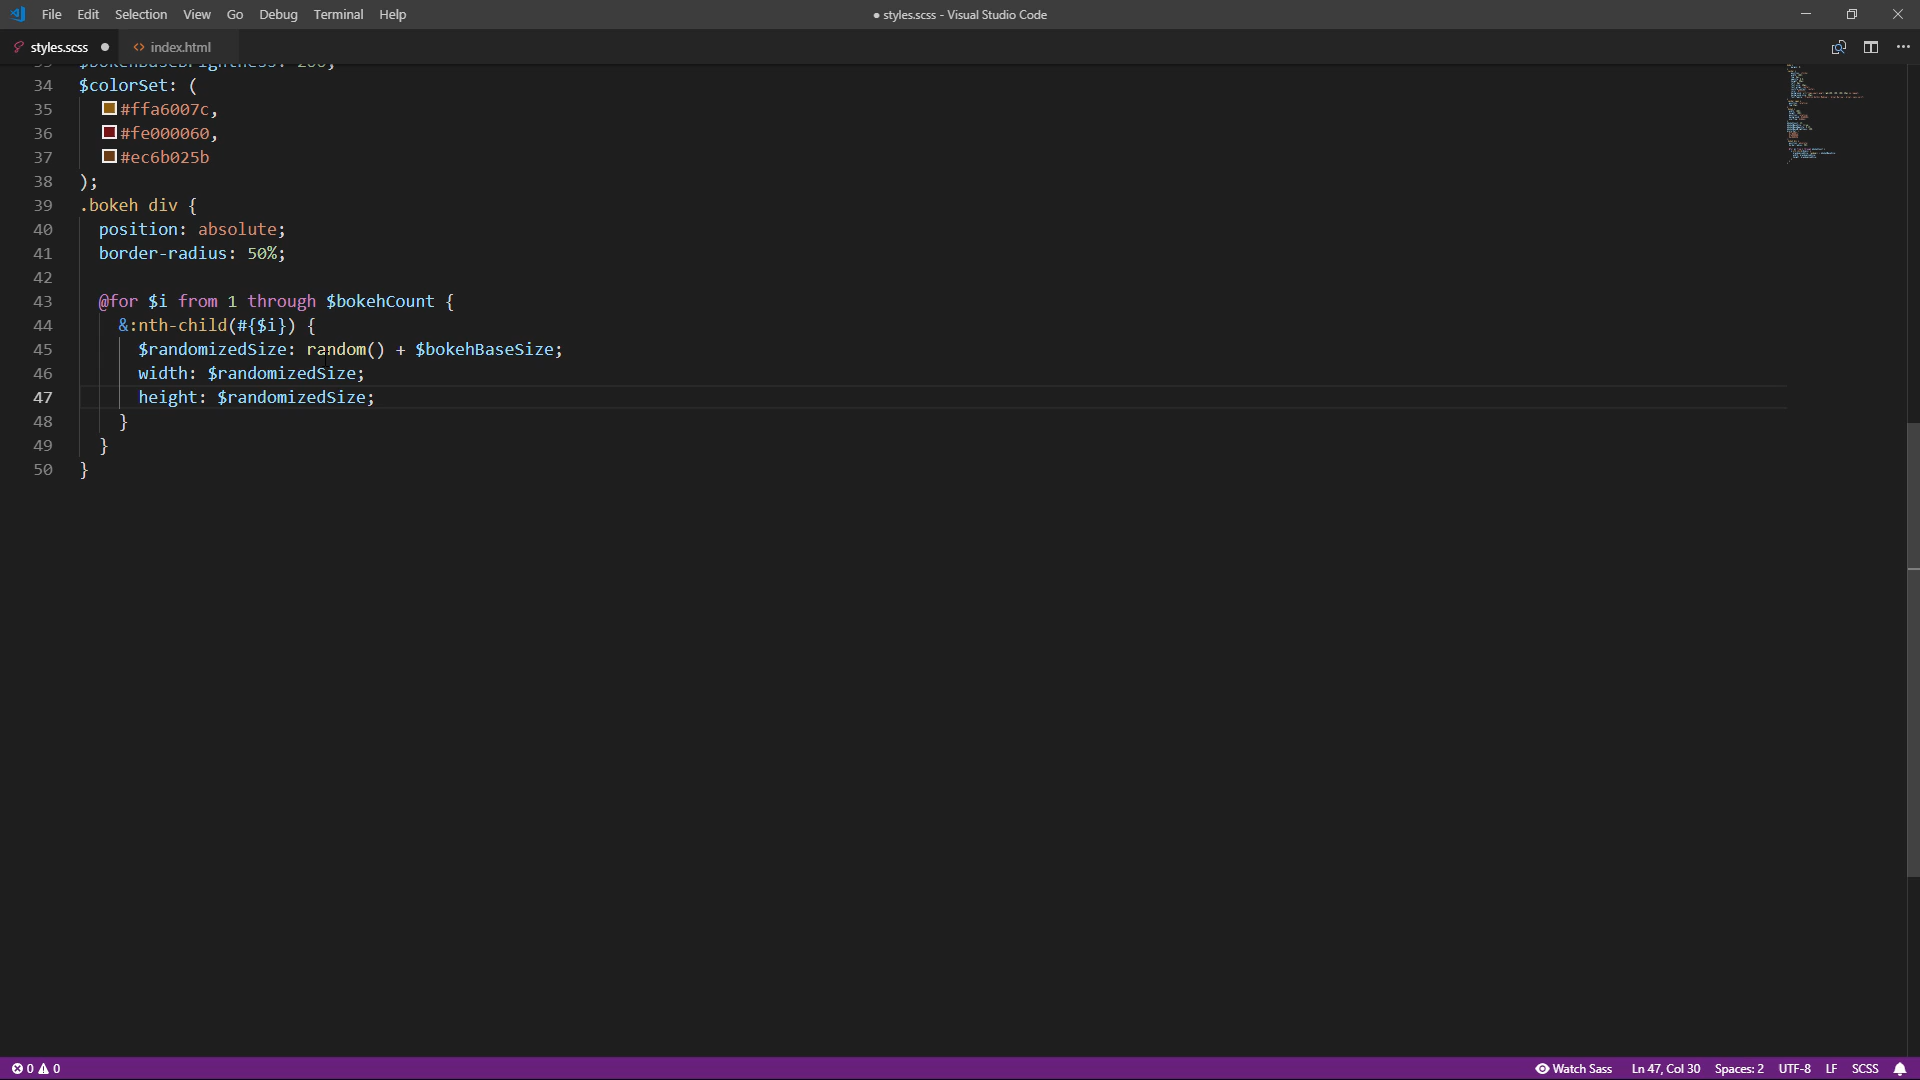 File Edit Selection View Go Debug Terminal Help
● styles.scss - Visual Studio Code
styles.scss ●
<> index.html
34 $colorSet: (
35 #ffa6007c,
36 #fe000060,
37 #ec6b025b
38 );
39 .bokeh div {
40 position: absolute;
41 border-radius: 50%;
42
43 @for $i from 1 through $bokehCount {
44 &:nth-child(#{$i}) {
45 $randomizedSize: random() + $bokehBaseSize;
46 width: $randomizedSize;
47 height: $randomizedSize;
48 }
49 }
50 }
0 0
Watch Sass Ln 47, Col 30 Spaces: 2 UTF-8 LF SCSS